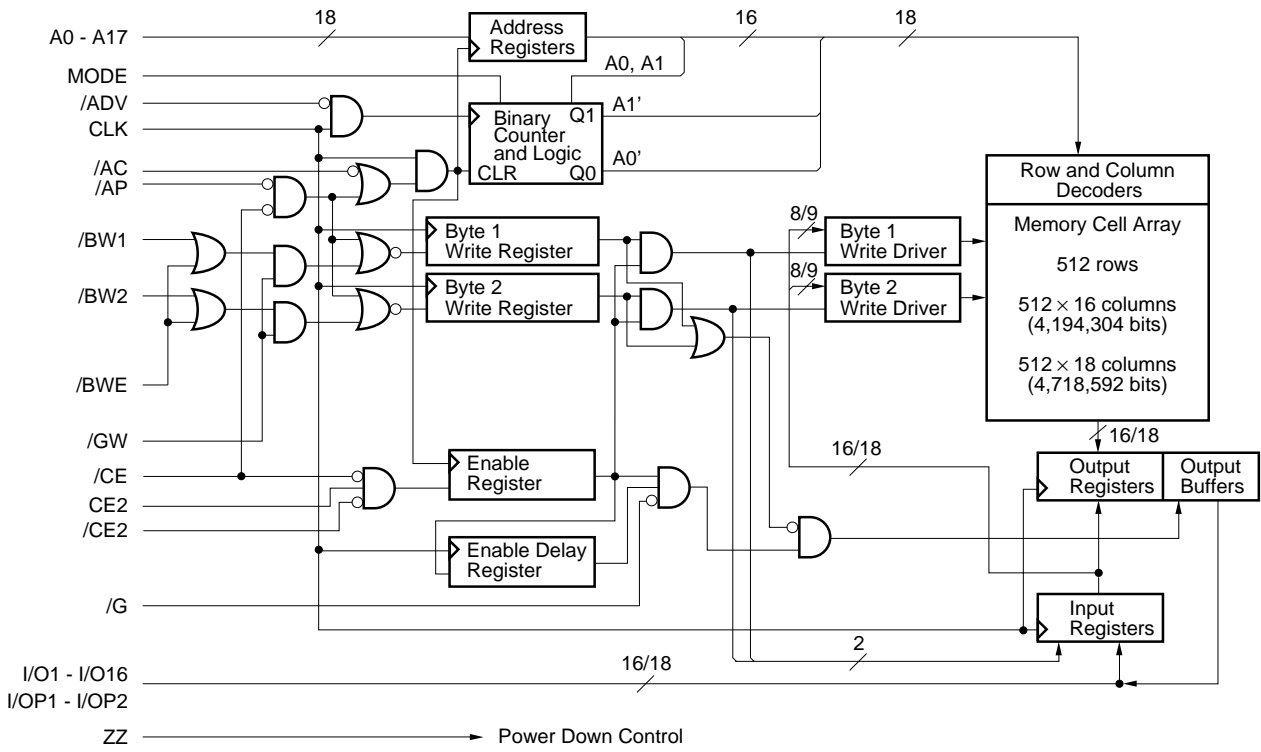 A0 - A17
18
Address
Registers
16
18
MODE
A0, A1
/ADV
CLK
Binary
Counter
and Logic
CLR
Q1
Q0
A1’
A0’
/AC
/AP
Row and Column
Decoders
/BW1
Byte 1
Write Register
8/9
Byte 1
Write Driver
Memory Cell Array
512 rows
512 × 16 columns
(4,194,304 bits)
512 × 18 columns
(4,718,592 bits)
/BW2
Byte 2
Write Register
8/9
Byte 2
Write Driver
/BWE
/GW
16/18
16/18
/CE
CE2
/CE2
Enable
Register
Output
Registers
Output
Buffers
Enable Delay
Register
/G
Input
Registers
2
I/O1 - I/O16
I/OP1 - I/OP2
16/18
ZZ
Power Down Control